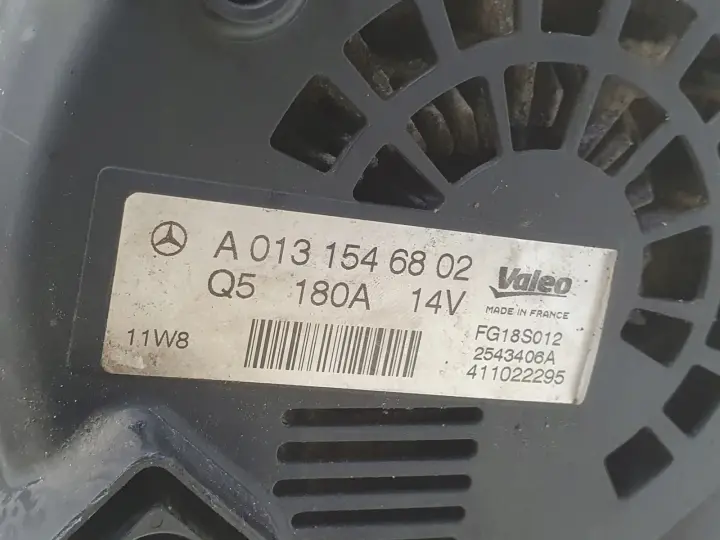 A 013 154 68 02
Q5 180A 14V
11W8
Valeo
MADE IN FRANCE
FG18S012
2543406A
411022295